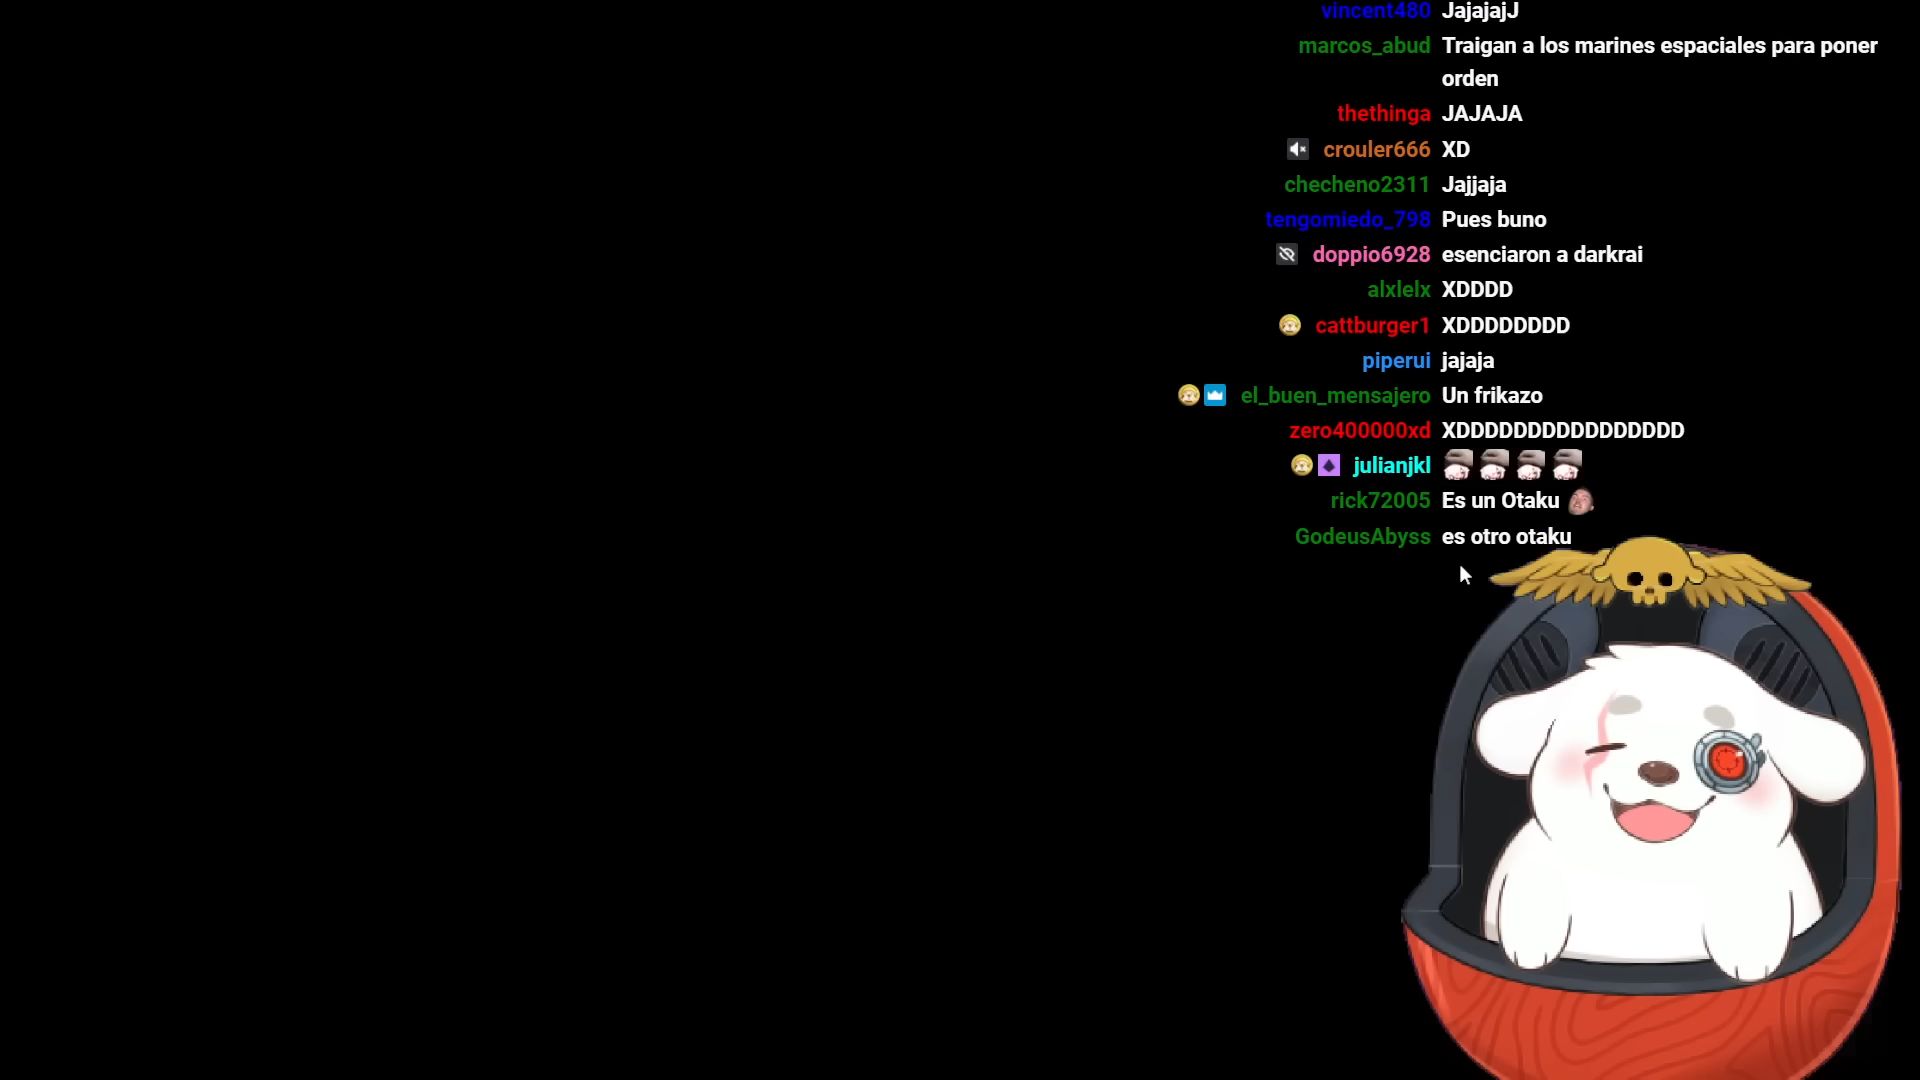 vincent480 JajajajJ
marcos_abud Traigan a los marines espaciales para poner
orden
thethinga JAJAJA
crouler666 XD
checheno2311 Jajjaja
tengomiedo_798 Pues buno
doppio6928 esenciaron a darkrai
alxlelx XDDDD
cattburger1 XDDDDDDDD
piperui jajaja
el_buen_mensajero Un frikazo
zero400000xd XDDDDDDDDDDDDDDDD
julianjkl
rick72005 Es un Otaku
GodeusAbyss es otro otaku